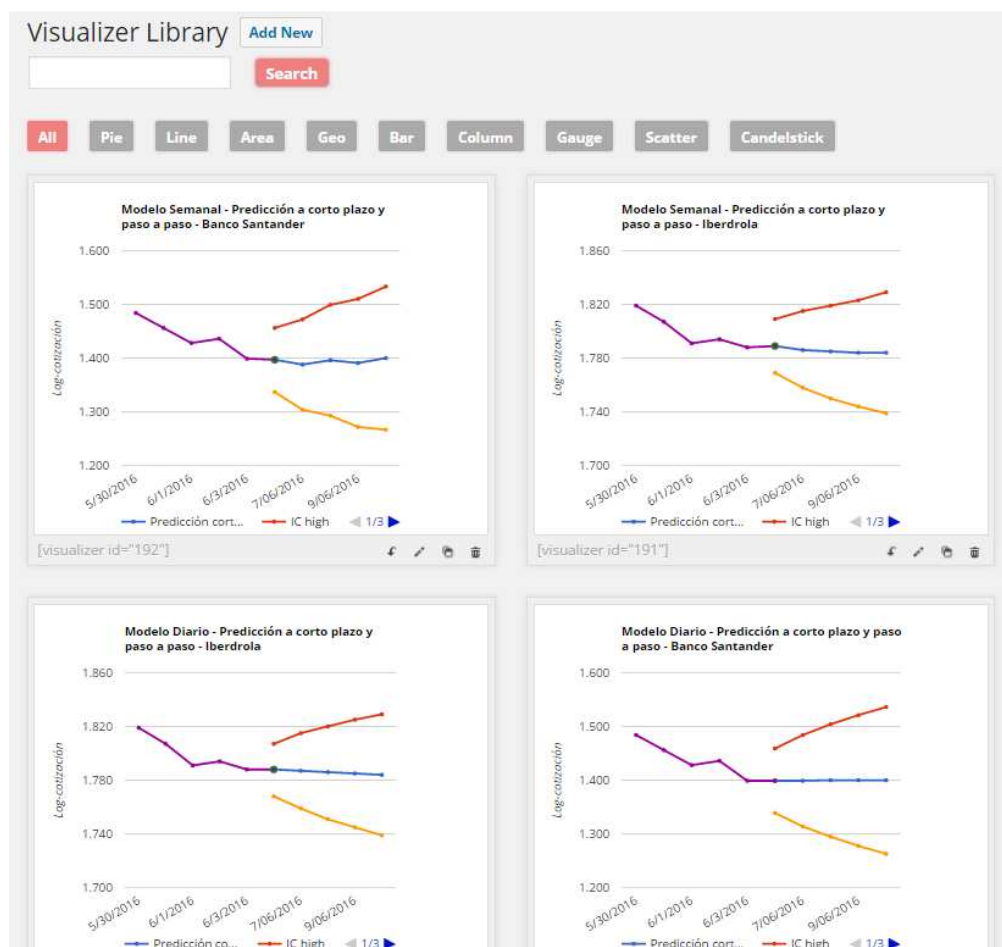 Visualizer Library Add New
Search
All Pie Line Area Geo Bar Column Gauge Scatter Candelstick
Modelo Semanal - Predicción a corto plazo y
paso a paso - Banco Santander
1.600
1.500
1.400
1.300
1.200
Log-cotización
5/30/2016 6/1/2016 6/3/2016 7/06/2016 9/06/2016
Predicción cort... IC high 1/3
[visualizer id="192"]
Modelo Semanal - Predicción a corto plazo y
paso a paso - Iberdrola
1.860
1.820
1.780
1.740
1.700
Log-cotización
5/30/2016 6/1/2016 6/3/2016 7/06/2016 9/06/2016
Predicción cort... IC high 1/3
[visualizer id="191"]
Modelo Diario - Predicción a corto plazo y
paso a paso - Iberdrola
1.860
1.820
1.780
1.740
1.700
Log-cotización
5/30/2016 6/1/2016 6/3/2016 7/06/2016 9/06/2016
Predicción co... IC high 1/3
Modelo Diario - Predicción a corto plazo y paso
a paso - Banco Santander
1.600
1.500
1.400
1.300
1.200
Log-cotización
5/30/2016 6/1/2016 6/3/2016 7/06/2016 9/06/2016
Predicción cort... IC high 1/3